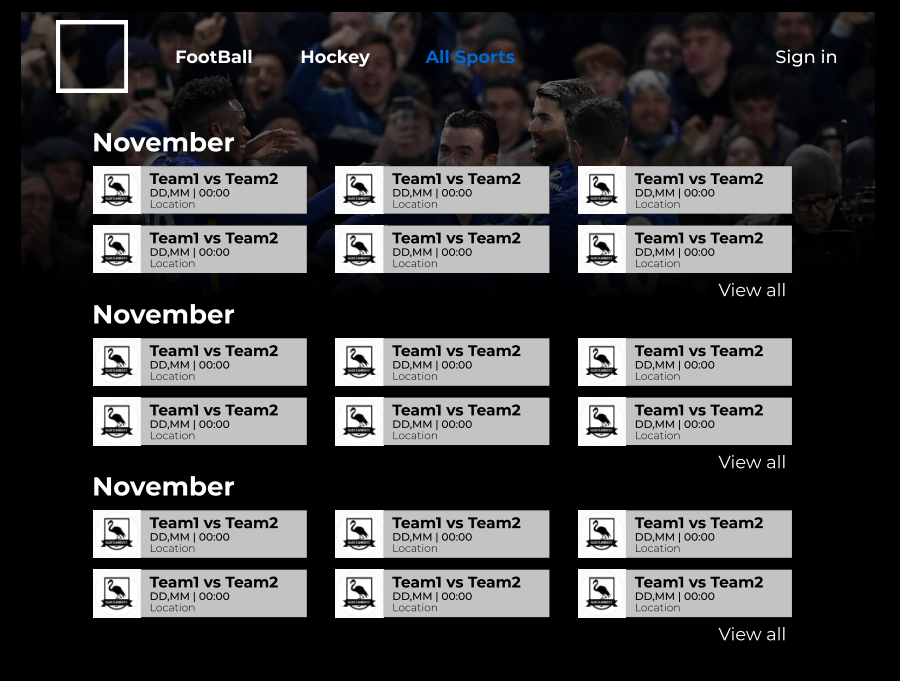 FootBall Hockey All Sports Sign in
November
Team1 vs Team2 Team1 vs Team2 Team1 vs Team2
DD,MM | 00:00 DD,MM | 00:00 DD,MM | 00:00
Location Location Location
Team1 vs Team2 Team1 vs Team2 Team1 vs Team2
DD,MM | 00:00 DD,MM | 00:00 DD,MM | 00:00
Location Location Location
View all
November
Team1 vs Team2 Team1 vs Team2 Team1 vs Team2
DD,MM | 00:00 DD,MM | 00:00 DD,MM | 00:00
Location Location Location
Team1 vs Team2 Team1 vs Team2 Team1 vs Team2
DD,MM | 00:00 DD,MM | 00:00 DD,MM | 00:00
Location Location Location
View all
November
Team1 vs Team2 Team1 vs Team2 Team1 vs Team2
DD,MM | 00:00 DD,MM | 00:00 DD,MM | 00:00
Location Location Location
Team1 vs Team2 Team1 vs Team2 Team1 vs Team2
DD,MM | 00:00 DD,MM | 00:00 DD,MM | 00:00
Location Location Location
View all